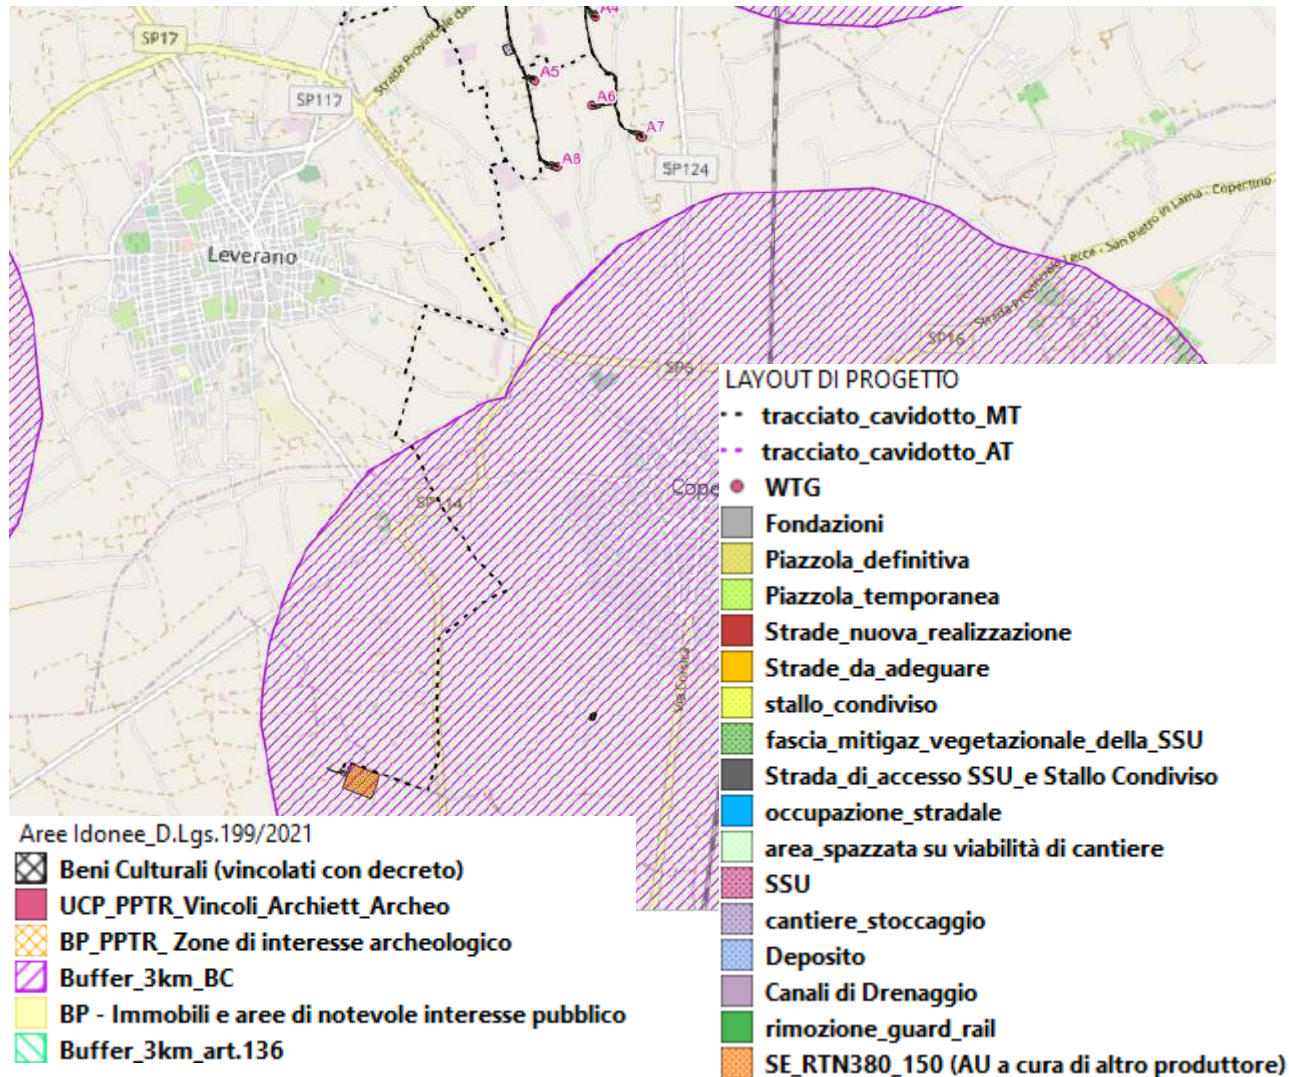 A4
SP17
Strada Provinciale
A5
SP117
A6
A7
A8
SP124
Leverano
Strada Provinciale Lecce - San Pietro in Lama - Copertino
SP16
SP6
Cope
Via Corsica
LAYOUT DI PROGETTO
tracciato_cavidotto_MT
tracciato_cavidotto_AT
WTG
Fondazioni
Piazzola_definitiva
Piazzola_temporanea
Strade_nuova_realizzazione
Strade_da_adeguare
stallo_condiviso
fascia_mitigaz_vegetazionale_della_SSU
Strada_di_accesso SSU_e Stallo Condiviso
occupazione_stradale
area_spazzata su viabilità di cantiere
SSU
cantiere_stoccaggio
Deposito
Canali di Drenaggio
rimozione_guard_rail
SE_RTN380_150 (AU a cura di altro produttore)
Aree Idonee_D.Lgs.199/2021
Beni Culturali (vincolati con decreto)
UCP_PPTR_Vincoli_Archiett_Archeo
BP_PPTR_ Zone di interesse archeologico
Buffer_3km_BC
BP - Immobili e aree di notevole interesse pubblico
Buffer_3km_art.136